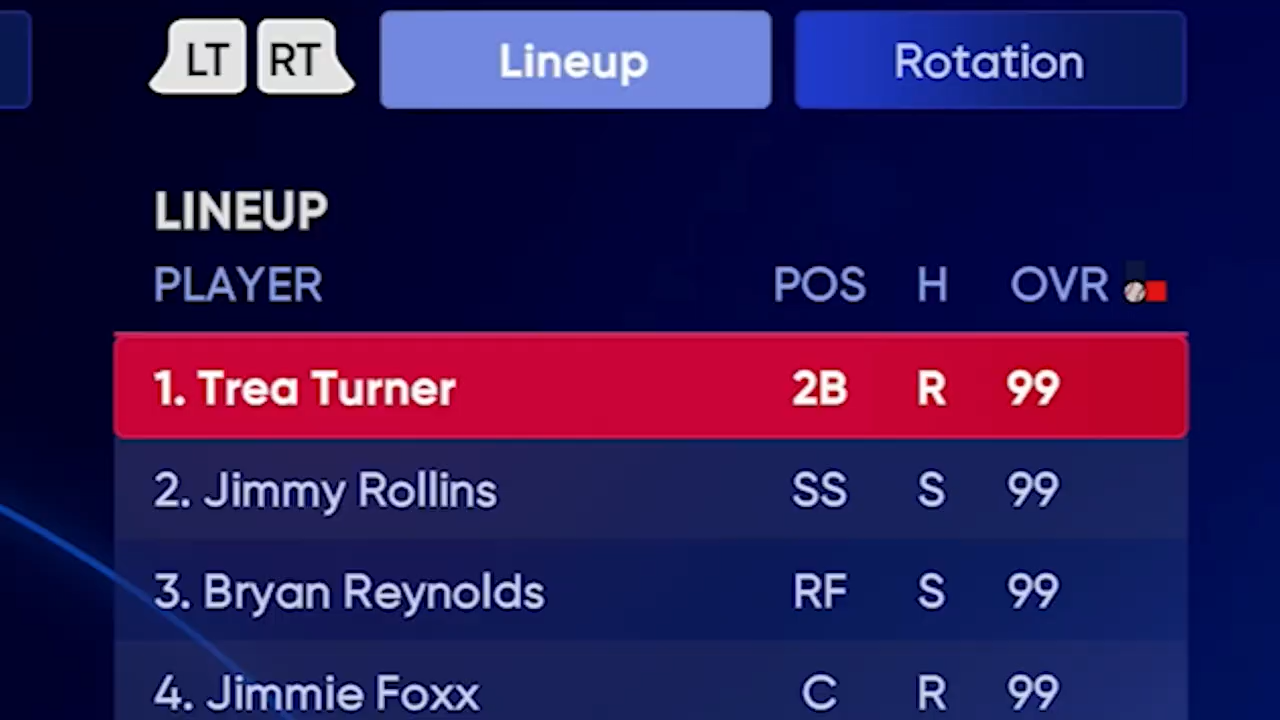 LT RT Lineup Rotation
LINEUP
PLAYER POS H OVR
1. Trea Turner 2B R 99
2. Jimmy Rollins SS S 99
3. Bryan Reynolds RF S 99
4. Jimmie Foxx C R 99